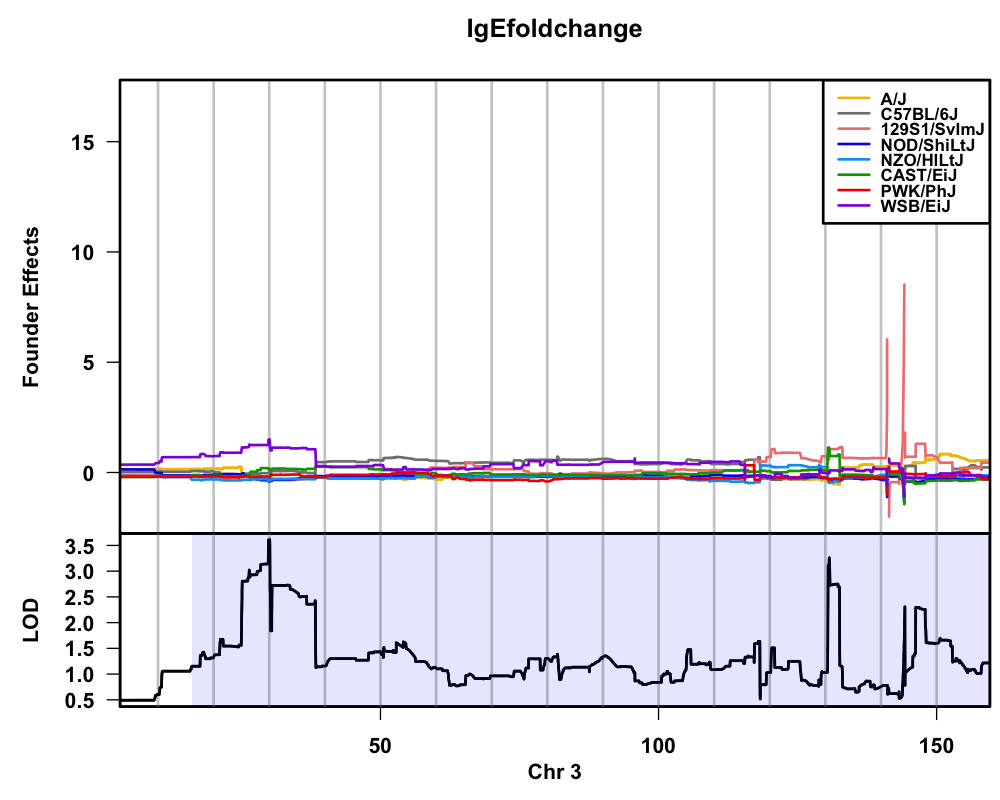 IgEfoldchange
A/J
C57BL/6J
129S1/SvImJ
NOD/ShiLtJ
NZO/HlLtJ
CAST/EiJ
PWK/PhJ
WSB/EiJ
Founder Effects
15
10
5
0
LOD
3.5
3.0
2.5
2.0
1.5
1.0
0.5
50
100
150
Chr 3